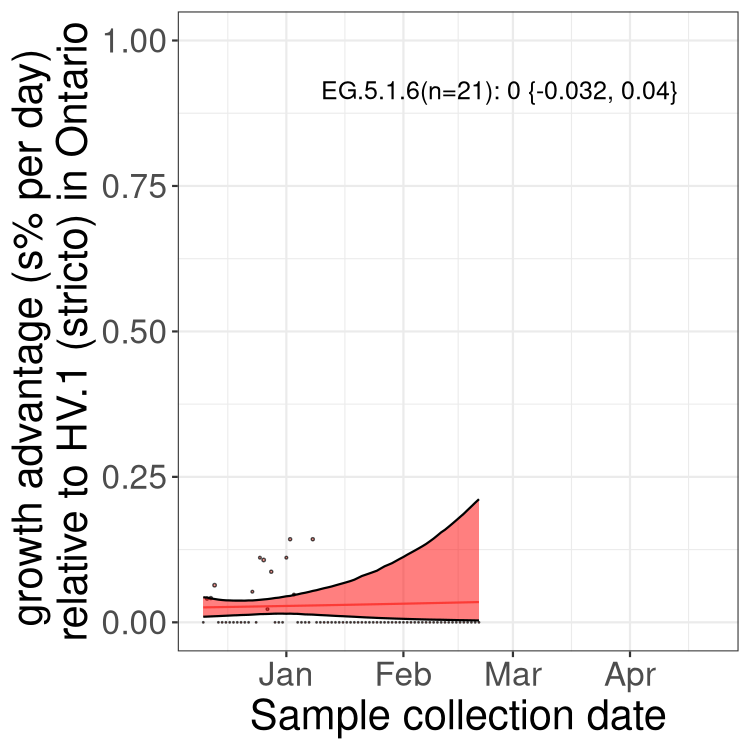 growth advantage (s% per day)
relative to HV.1 (stricto) in Ontario
1.00
0.75
0.50
0.25
0.00
EG.5.1.6(n=21): 0 {-0.032, 0.04}
Jan Feb Mar Apr
Sample collection date